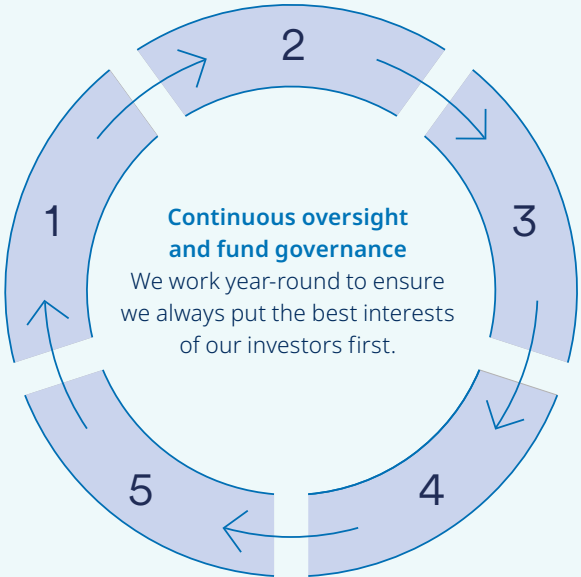 2
1
3
Continuous oversight
and fund governance
We work year-round to ensure
we always put the best interests
of our investors first.
5
4